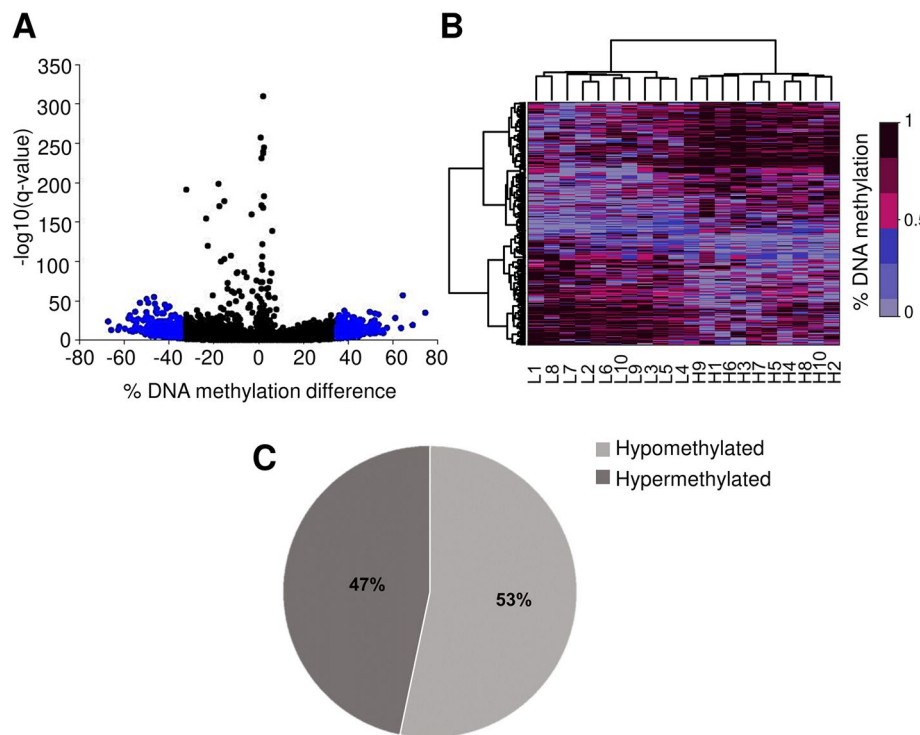 A
350
300
250
200
150
100
50
0
-log10(q-value)
-80 -60 -40 -20 0 20 40 60 80
% DNA methylation difference
B
1
0.5
0
% DNA methylation
L1 L8 L7 L2 L6 L10 L9 L3 L5 L4 H9 H1 H6 H3 H7 H5 H4 H8 H10 H2
C
Hypomethylated
Hypermethylated
47%
53%